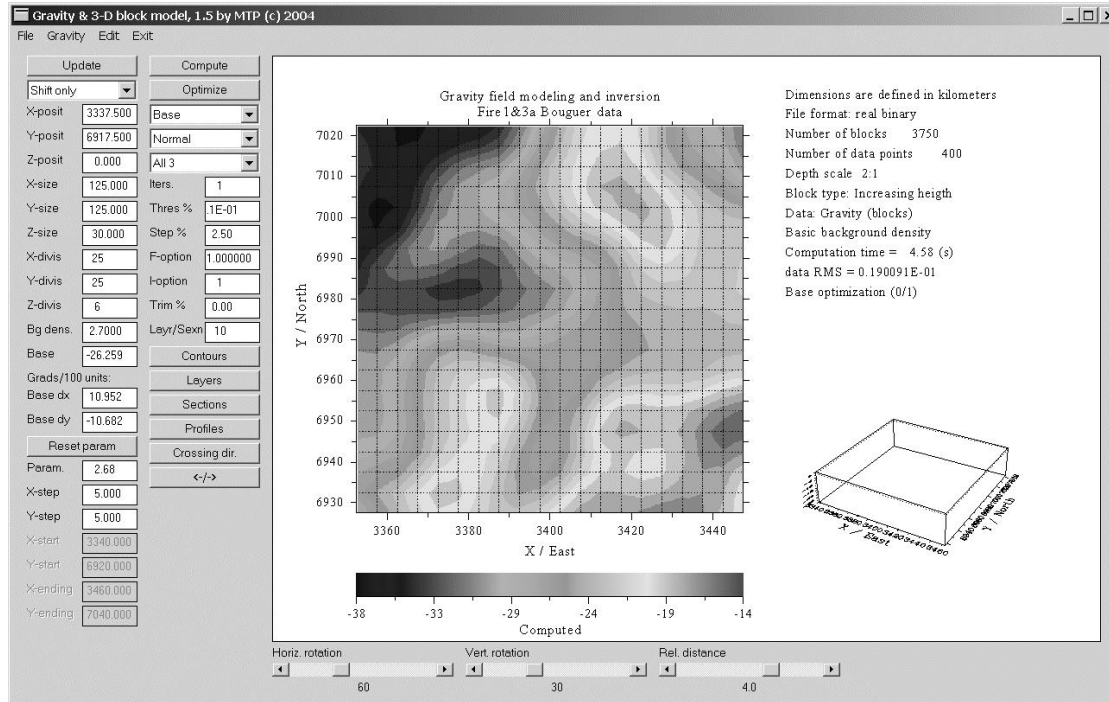 Gravity & 3-D block model, 1.5 by MTP (c) 2004
File Gravity Edit Exit
Update
Shift only
X-posit 3337.500
Y-posit 6917.500
Z-posit 0.000
X-size 125.000
Y-size 125.000
Z-size 30.000
X-divis 25
Y-divis 25
Z-divis 6
Bg dens. 2.7000
Base -26.259
Grads/100 units:
Base dx 10.952
Base dy -10.682
Reset param
Param. 2.68
X-step 5.000
Y-step 5.000
X-start 3340.000
Y-start 6920.000
X-ending 3460.000
Y-ending 7040.000
Compute
Optimize
Base
Normal
All 3
Iters. 1
Thres % .1E-01
Step % 2.50
F-option 1.000000
I-option 1
Trim % 0.00
Layr/Sexn 10
Contours
Layers
Sections
Profiles
Crossing dir.
<-/->
Gravity field modeling and inversion
Fire1&3a Bouguer data
7020
7010
7000
6990
6980
6970
6960
6950
6940
6930
Y / North
3360 3380 3400 3420 3440
X / East
-38 -33 -29 -24 -19 -14
Computed
Dimensions are defined in kilometers
File format: real binary
Number of blocks 3750
Number of data points 400
Depth scale 2:1
Block type: Increasing heigth
Data: Gravity (blocks)
Basic background density
Computation time = 4.58 (s)
data RMS = 0.190091E-01
Base optimization (0/1)
X / East
Y / North
Horiz. rotation
60
Vert. rotation
30
Rel. distance
4.0